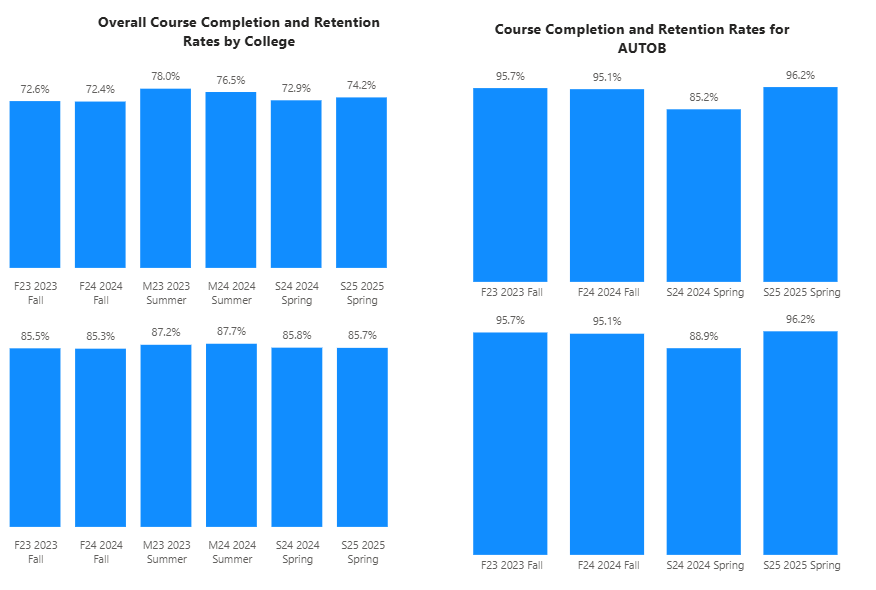 Overall Course Completion and Retention
Rates by College
72.6%
72.4%
78.0%
76.5%
72.9%
74.2%
F23 2023
Fall
F24 2024
Fall
M23 2023
Summer
M24 2024
Summer
S24 2024
Spring
S25 2025
Spring
85.5%
85.3%
87.2%
87.7%
85.8%
85.7%
F23 2023
Fall
F24 2024
Fall
M23 2023
Summer
M24 2024
Summer
S24 2024
Spring
S25 2025
Spring
Course Completion and Retention Rates for
AUTOB
95.7%
95.1%
85.2%
96.2%
F23 2023 Fall
F24 2024 Fall
S24 2024 Spring
S25 2025 Spring
95.7%
95.1%
88.9%
96.2%
F23 2023 Fall
F24 2024 Fall
S24 2024 Spring
S25 2025 Spring